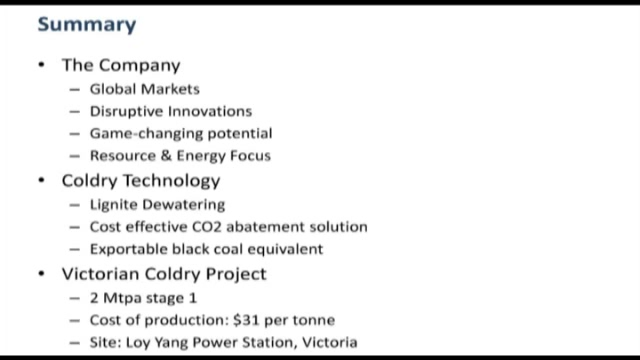 Summary
• The Company
– Global Markets
– Disruptive Innovations
– Game-changing potential
– Resource & Energy Focus
• Coldry Technology
– Lignite Dewatering
– Cost effective CO2 abatement solution
– Exportable black coal equivalent
• Victorian Coldry Project
– 2 Mtpa stage 1
– Cost of production: $31 per tonne
– Site: Loy Yang Power Station, Victoria